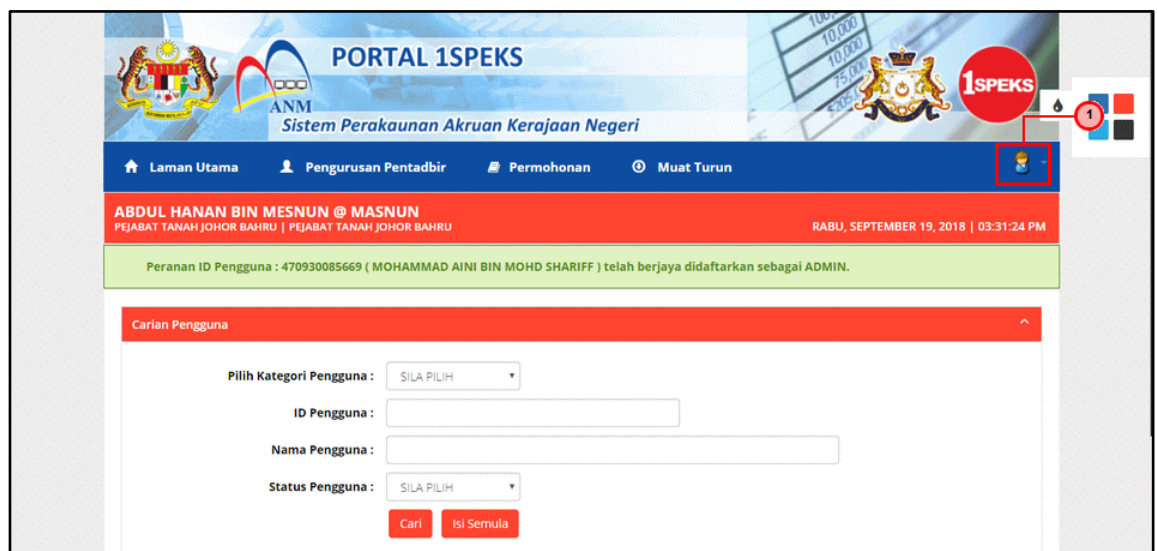 PORTAL 1SPEKS
ANM
Sistem Perakaunan Akruan Kerajaan Negeri
1SPEKS
1
Laman Utama Pengurusan Pentadbir Permohonan Muat Turun
ABDUL HANAN BIN MESNUN @ MASNUN
PEJABAT TANAH JOHOR BAHRU | PEJABAT TANAH JOHOR BAHRU
RABU, SEPTEMBER 19, 2018 | 03:31:24 PM
Peranan ID Pengguna : 470930085669 ( MOHAMMAD AINI BIN MOHD SHARIFF ) telah berjaya didaftarkan sebagai ADMIN.
Carian Pengguna
Pilih Kategori Pengguna : SILA PILIH
ID Pengguna :
Nama Pengguna :
Status Pengguna : SILA PILIH
Cari Isi Semula